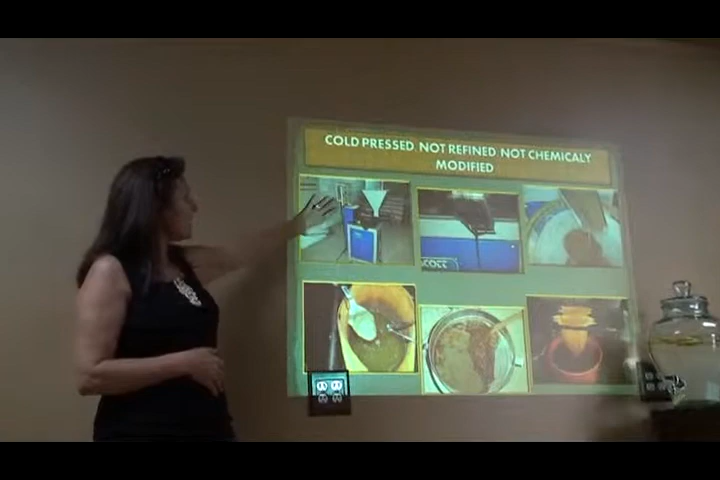 COLD PRESSED, NOT REFINED, NOT CHEMICALY
MODIFIED